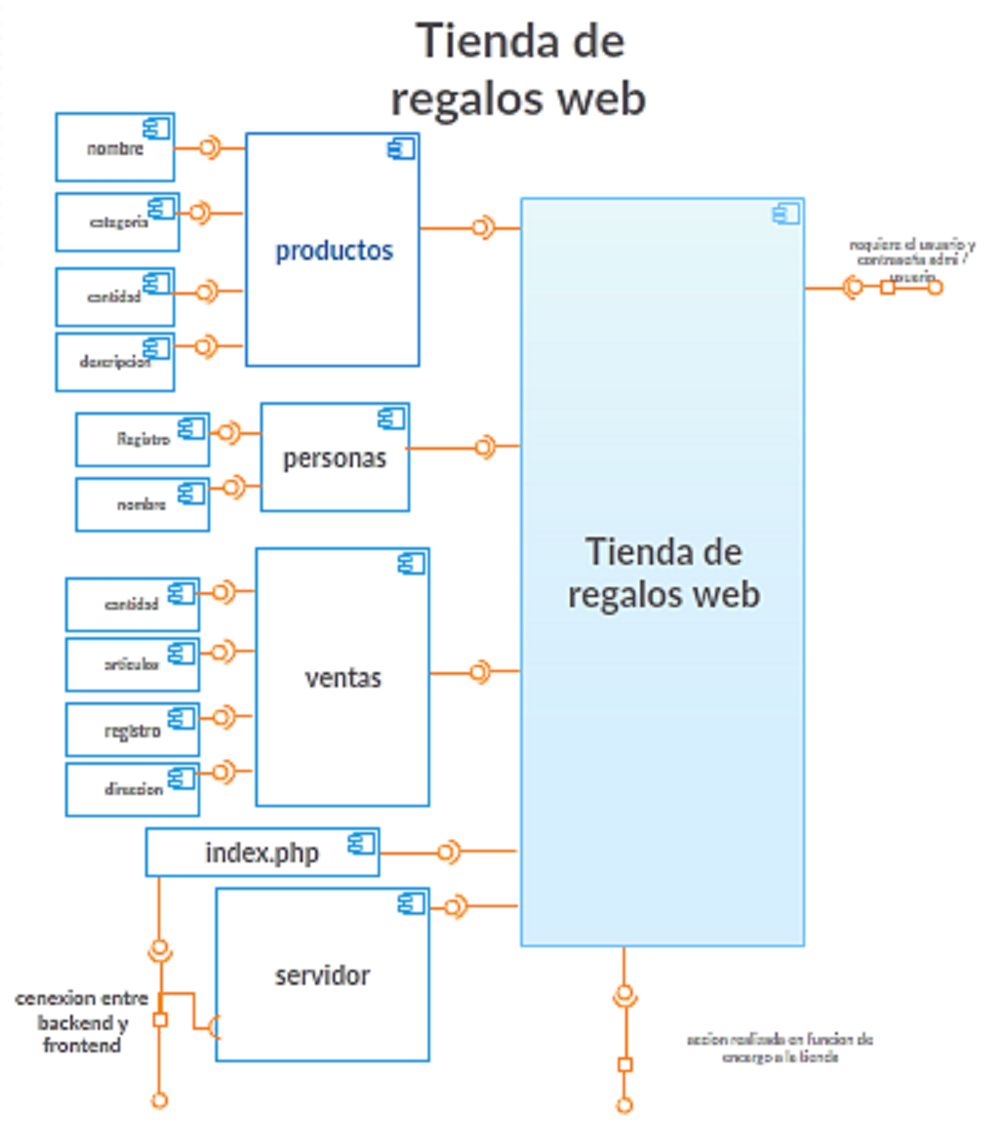 Tienda de
regalos web
nombre
categoria
cantidad
descripcion
productos
requiere el usuario y
contraseña admi /
usuario
Registro
nombre
personas
Tienda de
regalos web
cantidad
articulos
registro
direccion
ventas
index.php
servidor
cenexion entre
backend y
frontend
accion realizada en funcion de
encargo a la tienda